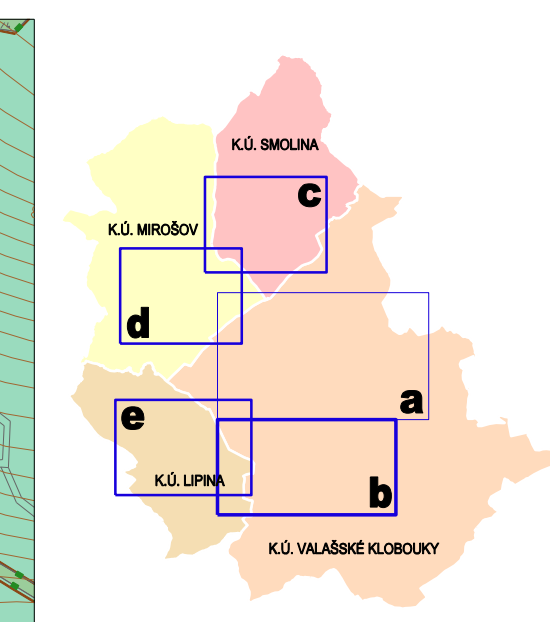 K.Ú. SMOLINA
c
K.Ú. MIROŠOV
d
a
e
K.Ú. LIPINA
b
K.Ú. VALAŠSKÉ KLOBOUKY